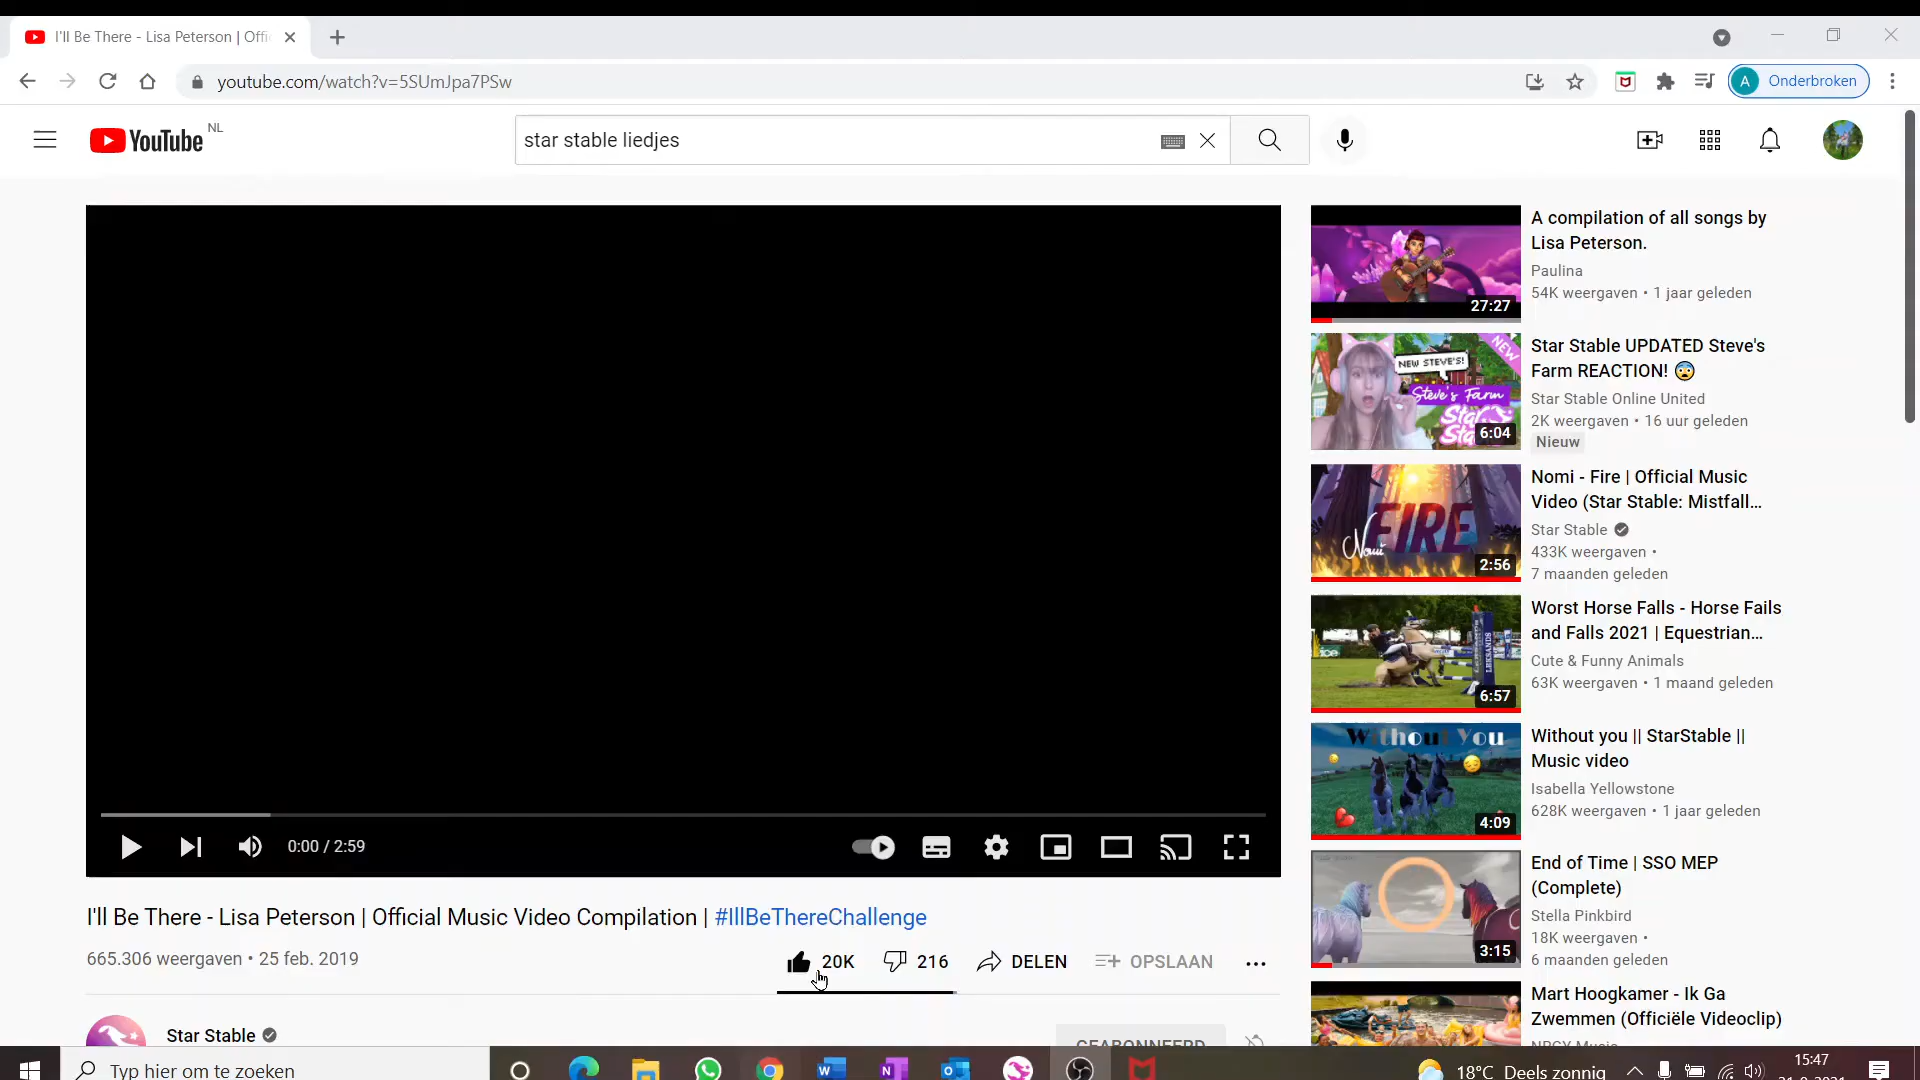 I'll Be There - Lisa Peterson | Offi
youtube.com/watch?v=5SUmJpa7PSw
A
Onderbroken
YouTube NL
star stable liedjes
0:00 / 2:59
I'll Be There - Lisa Peterson | Official Music Video Compilation | #IllBeThereChallenge
665.306 weergaven • 25 feb. 2019
20K
216
DELEN
OPSLAAN
Star Stable
GEABONNEERD
27:27
A compilation of all songs by
Lisa Peterson.
Paulina
54K weergaven • 1 jaar geleden
NEW
NEW STEVE'S!
Steve's Farm
6:04
Star Stable UPDATED Steve's
Farm REACTION! 😨
Star Stable Online United
2K weergaven • 16 uur geleden
Nieuw
Nomi
FIRE
2:56
Nomi - Fire | Official Music
Video (Star Stable: Mistfall...
Star Stable
433K weergaven •
7 maanden geleden
6:57
Worst Horse Falls - Horse Fails
and Falls 2021 | Equestrian...
Cute & Funny Animals
63K weergaven • 1 maand geleden
Without You
4:09
Without you || StarStable ||
Music video
Isabella Yellowstone
628K weergaven • 1 jaar geleden
3:15
End of Time | SSO MEP
(Complete)
Stella Pinkbird
18K weergaven •
6 maanden geleden
Mart Hoogkamer - Ik Ga
Zwemmen (Officiële Videoclip)
Typ hier om te zoeken
18°C Deels zonnig
15:47